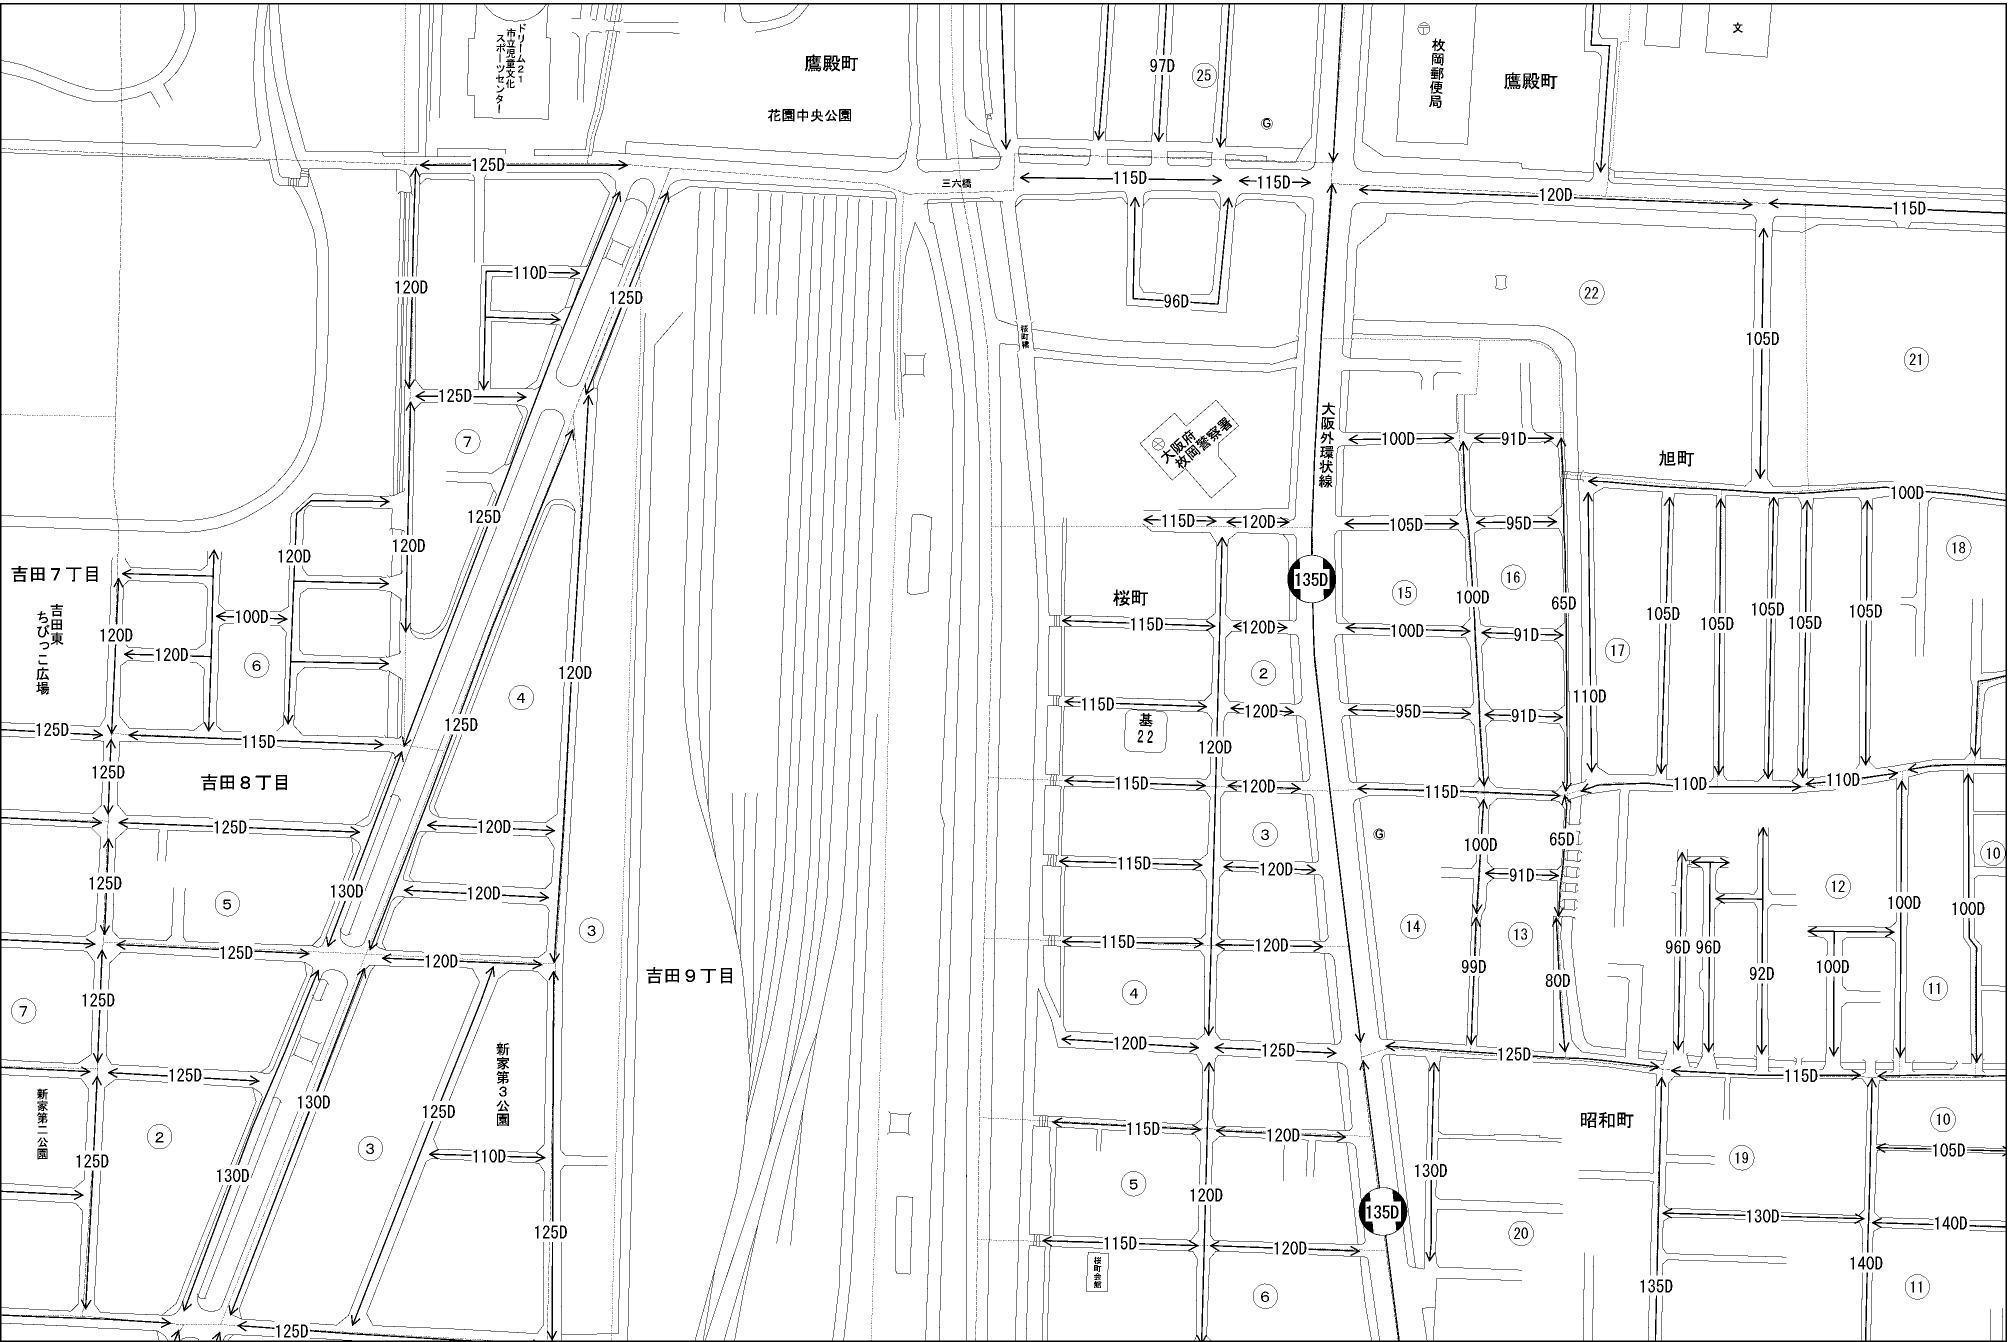 ドリーム21
市立児童文化
スポーツセンター
鷹殿町
花園中央公園
97D
25
G
〒
枚岡郵便局
鷹殿町
文
125D
三六橋
115D
115D
120D
115D
120D
110D
125D
96D
桜町橋
22
105D
21
125D
7
大阪府
枚岡警察署
大阪外環状線
100D
91D
旭町
100D
125D
120D
120D
115D
120D
105D
95D
18
吉田7丁目
吉田東
ちびっこ広場
120D
100D
120D
6
120D
4
桜町
135D
15
16
100D
65D
115D
120D
100D
91D
17
105D
105D
105D
105D
105D
2
110D
125D
115D
125D
115D
基
22
120D
120D
95D
91D
125D
吉田8丁目
115D
120D
115D
110D
110D
125D
120D
3
G
100D
65D
10
125D
130D
120D
115D
120D
91D
12
100D
100D
5
3
14
13
125D
120D
吉田9丁目
115D
120D
99D
80D
96D
96D
92D
100D
11
7
125D
4
120D
125D
125D
115D
新家第二公園
125D
130D
125D
新家第3公園
昭和町
10
2
3
125D
130D
110D
115D
120D
130D
19
105D
5
120D
135D
125D
130D
140D
115D
120D
20
桜町会館
135D
140D
11
6
125D